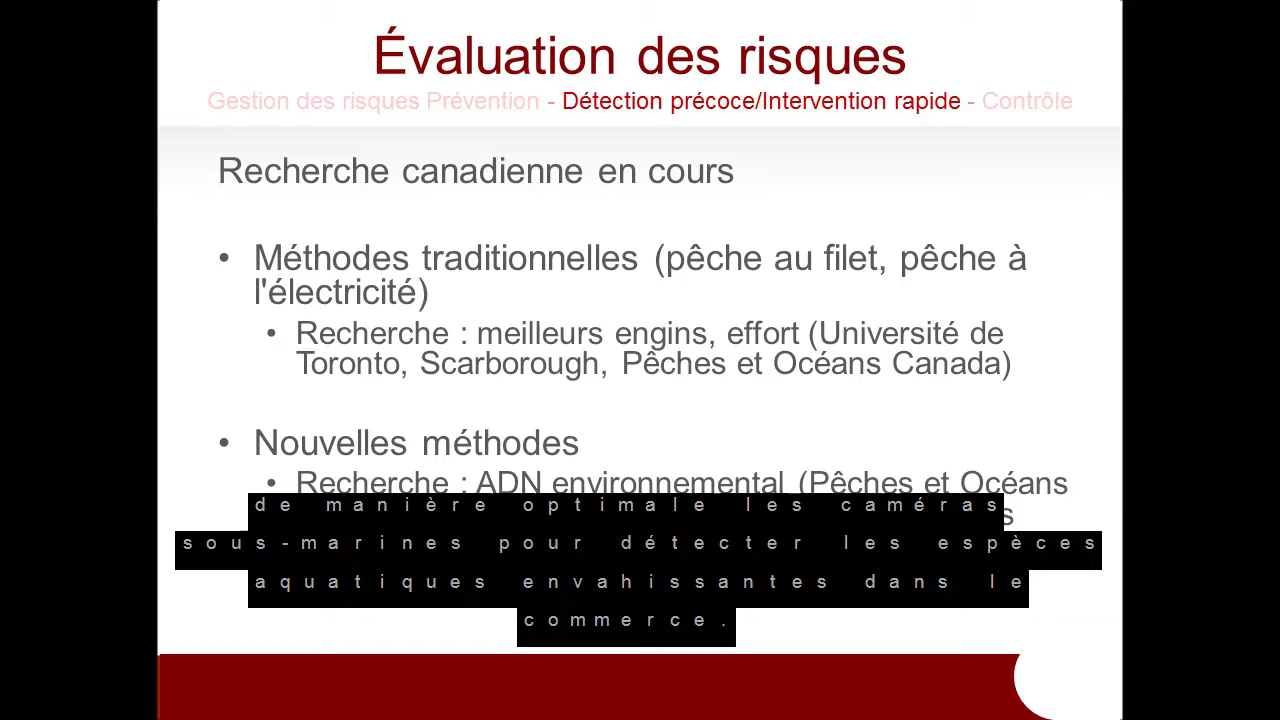 Évaluation des risques
Gestion des risques Prévention - Détection précoce/Intervention rapide - Contrôle
Recherche canadienne en cours
• Méthodes traditionnelles (pêche au filet, pêche à
l'électricité)
• Recherche : meilleurs engins, effort (Université de
Toronto, Scarborough, Pêches et Océans Canada)
• Nouvelles méthodes
• Recherche : ADN environnemental (Pêches et Océans
de manière optimale les caméras
sous-marines pour détecter les espèces
aquatiques envahissantes dans le
commerce.